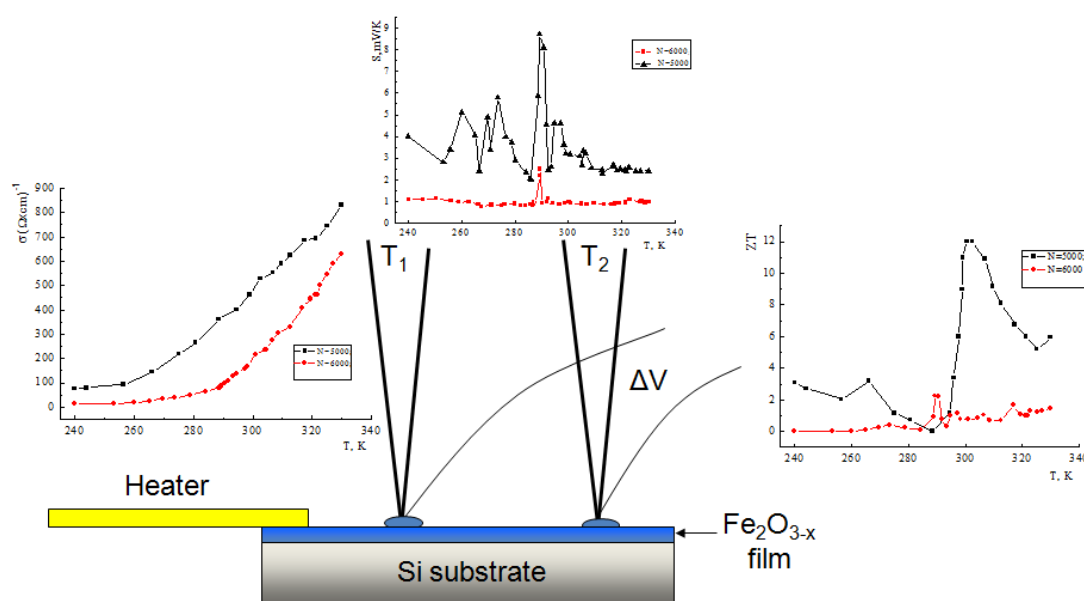 S,mV/K
9
8
7
6
5
4
3
2
1
0
240 260 280 300 320 340
T, K
N=6000,
N=5000
σ(Ω×cm)⁻¹
900
800
700
600
500
400
300
200
100
0
240 260 280 300 320 340
T, K
N=5000;
N=6000;
T₁
T₂
ΔV
ZT
12
10
8
6
4
2
0
240 260 280 300 320 340
T, K
N=5000;
N=6000
Heater
Fe₂O₃₋ₓ
film
Si substrate